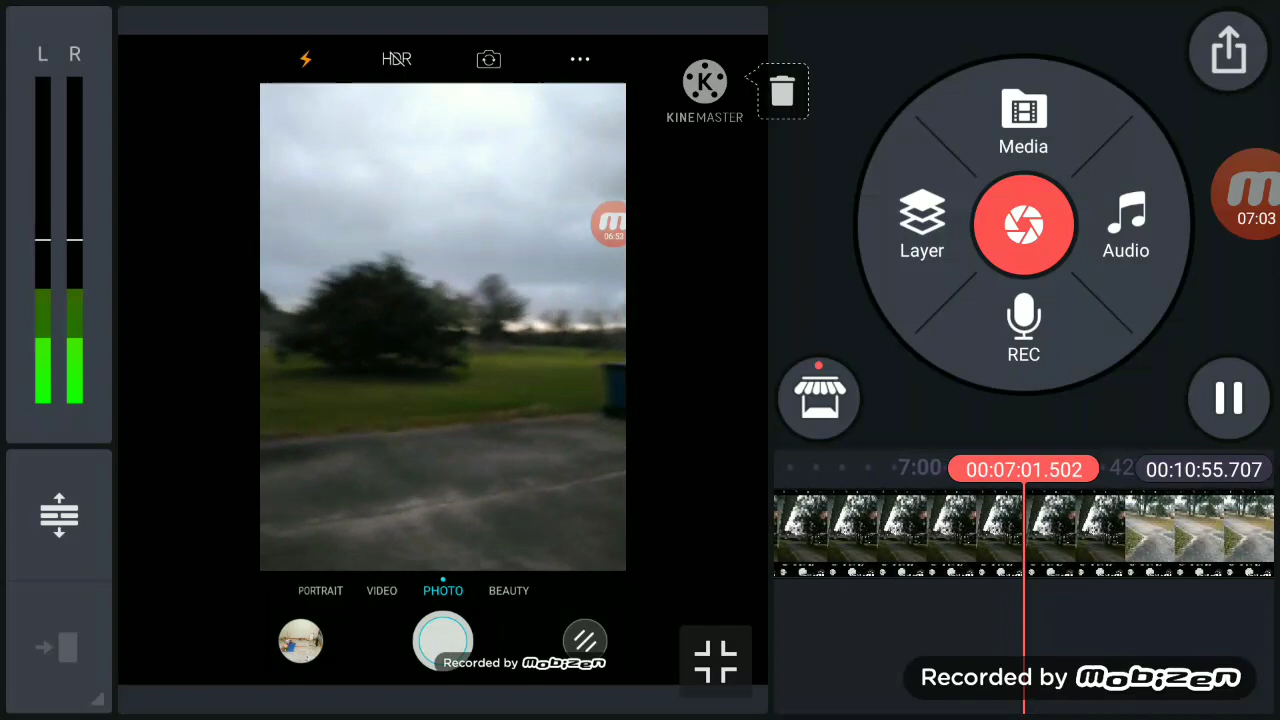 L R
HDR
KINEMASTER
06:53
PORTRAIT VIDEO PHOTO BEAUTY
Recorded by MOBIZEN
Media
Layer
Audio
REC
07:03
7:00 00:07:01.502 42 00:10:55.707
Recorded by MOBIZEN